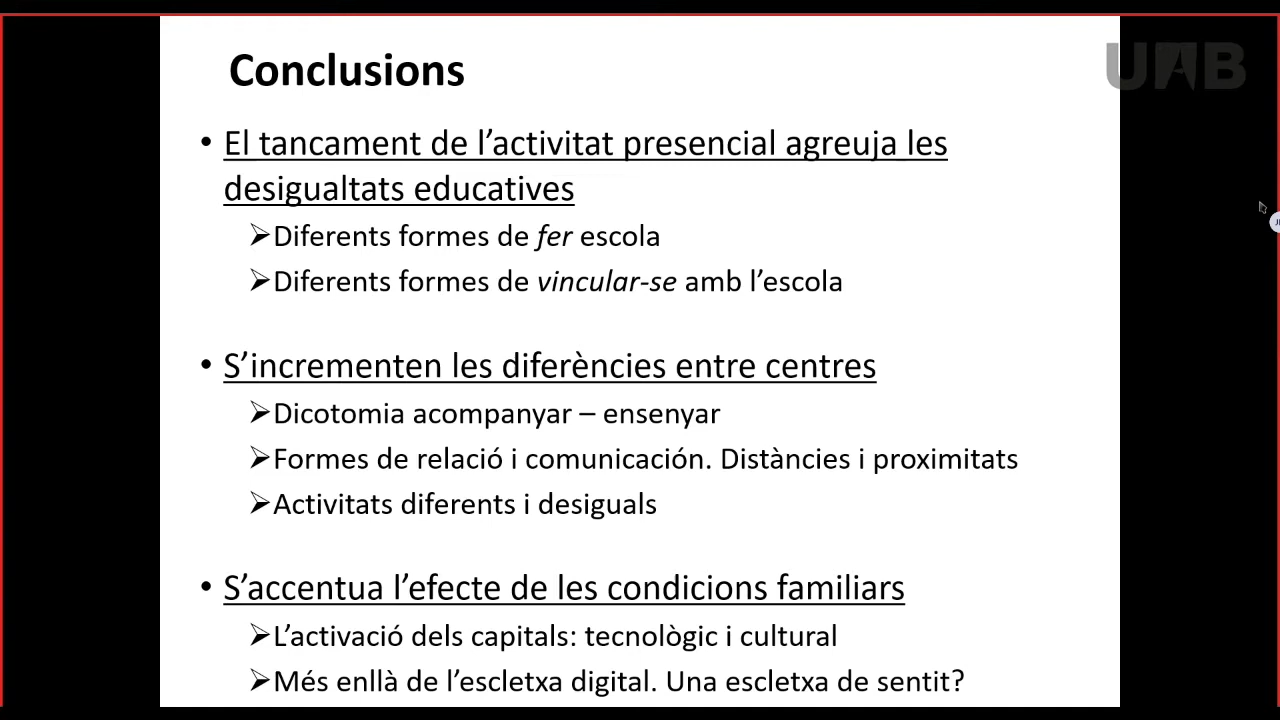 UAB
Conclusions
• El tancament de l’activitat presencial agreuja les
desigualtats educatives
➢Diferents formes de fer escola
➢Diferents formes de vincular-se amb l’escola
• S’incrementen les diferències entre centres
➢Dicotomia acompanyar – ensenyar
➢Formes de relació i comunicación. Distàncies i proximitats
➢Activitats diferents i desiguals
• S’accentua l’efecte de les condicions familiars
➢L’activació dels capitals: tecnològic i cultural
➢Més enllà de l’escletxa digital. Una escletxa de sentit?